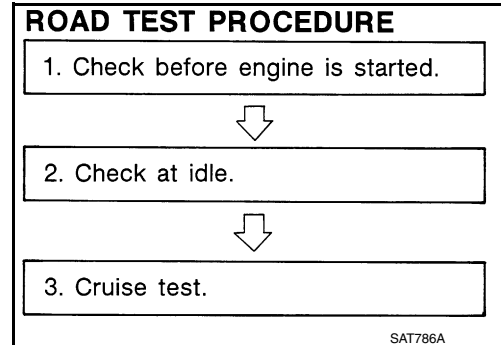 ROAD TEST PROCEDURE
1. Check before engine is started.
2. Check at idle.
3. Cruise test.
SAT786A